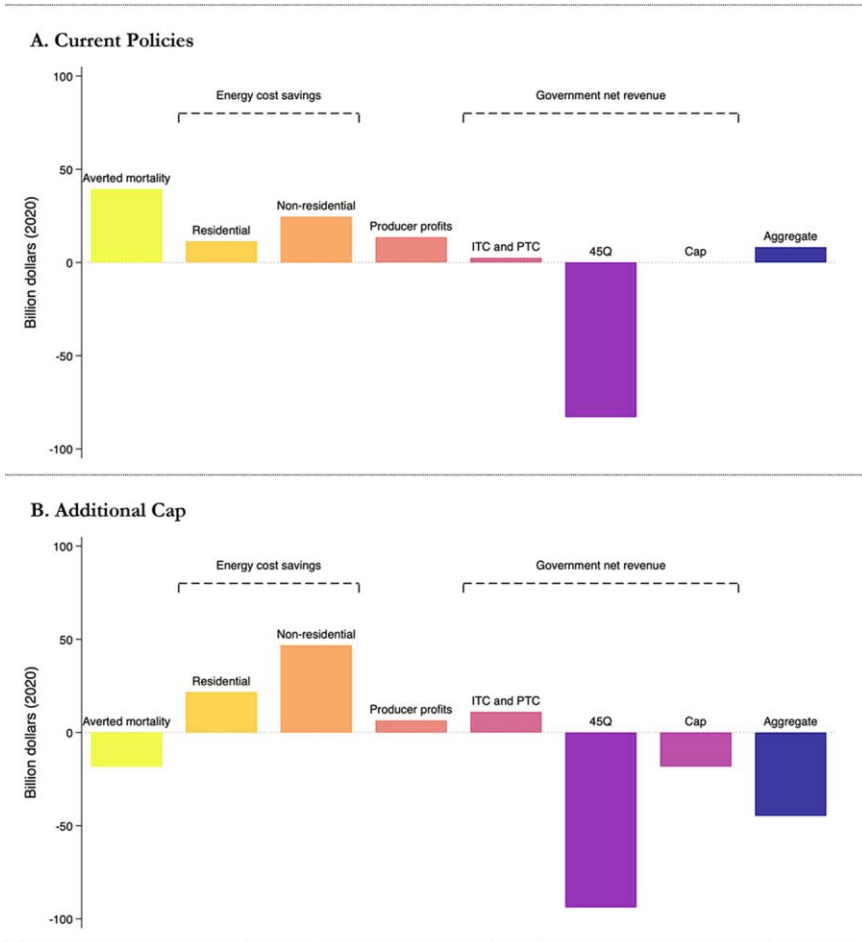 A. Current Policies
100
Energy cost savings
Government net revenue
50
Averted mortality
Non-residential
Residential
Producer profits
ITC and PTC
45Q
Cap
Aggregate
0
-50
-100
Billion dollars (2020)
B. Additional Cap
100
Energy cost savings
Government net revenue
50
Non-residential
Residential
Averted mortality
Producer profits
ITC and PTC
45Q
Cap
Aggregate
0
-50
-100
Billion dollars (2020)